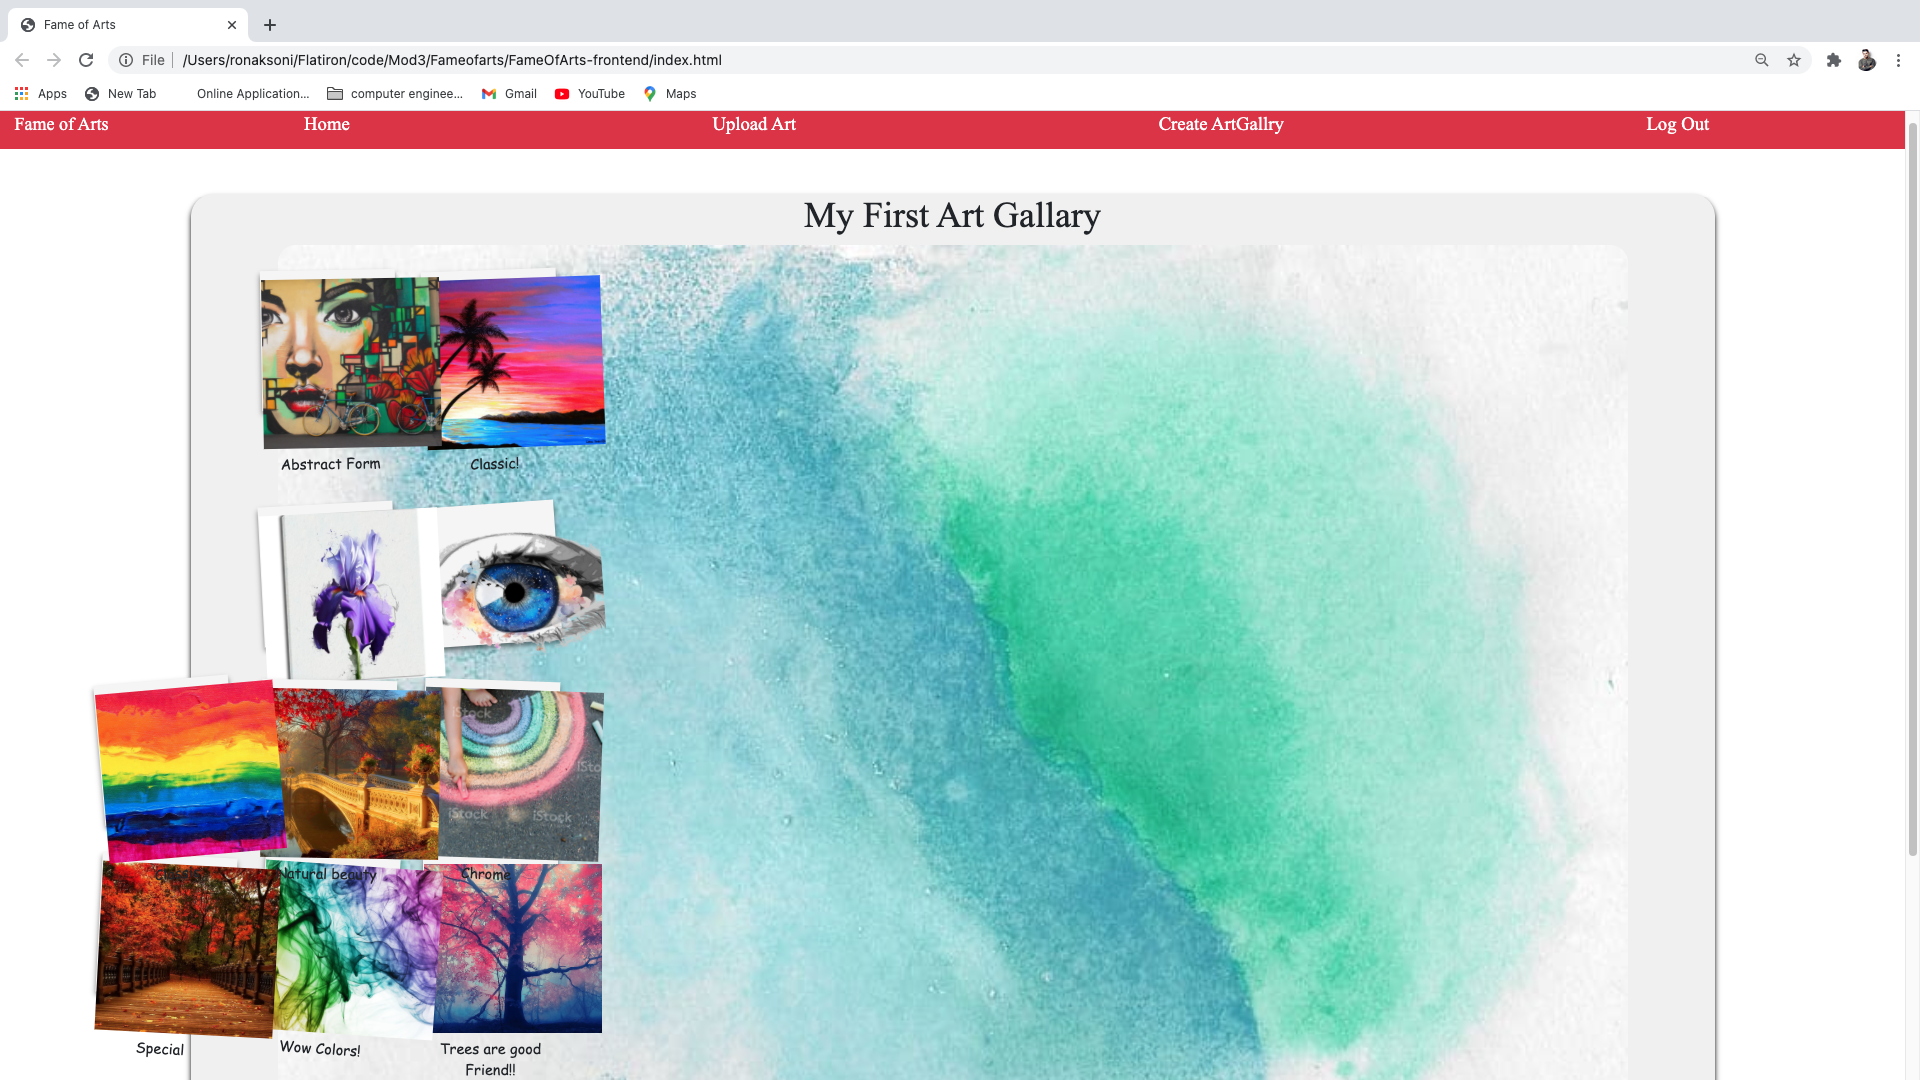 Fame of Arts
File
/Users/ronaksoni/Flatiron/code/Mod3/Fameofarts/FameOfArts-frontend/index.html
Apps
New Tab
Online Application...
computer enginee...
Gmail
YouTube
Maps
Fame of Arts
Home
Upload Art
Create ArtGallry
Log Out
My First Art Gallary
Abstract Form
Classic!
iStock
iSto
iStock
iStock
Natural beauty
Chrome
Special
Wow Colors!
Trees are good
Friend!!